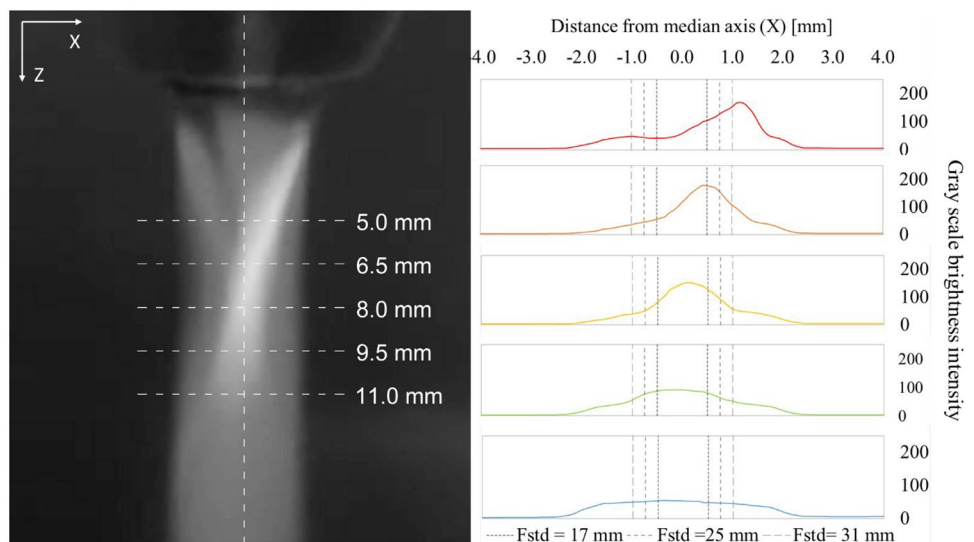 X
Z
5.0 mm
6.5 mm
8.0 mm
9.5 mm
11.0 mm
Distance from median axis (X) [mm]
-4.0 -3.0 -2.0 -1.0 0.0 1.0 2.0 3.0 4.0
200
100
0
200
100
0
200
100
0
200
100
0
200
100
0
Gray scale brightness intensity
Fstd = 17 mm Fstd =25 mm Fstd= 31 mm